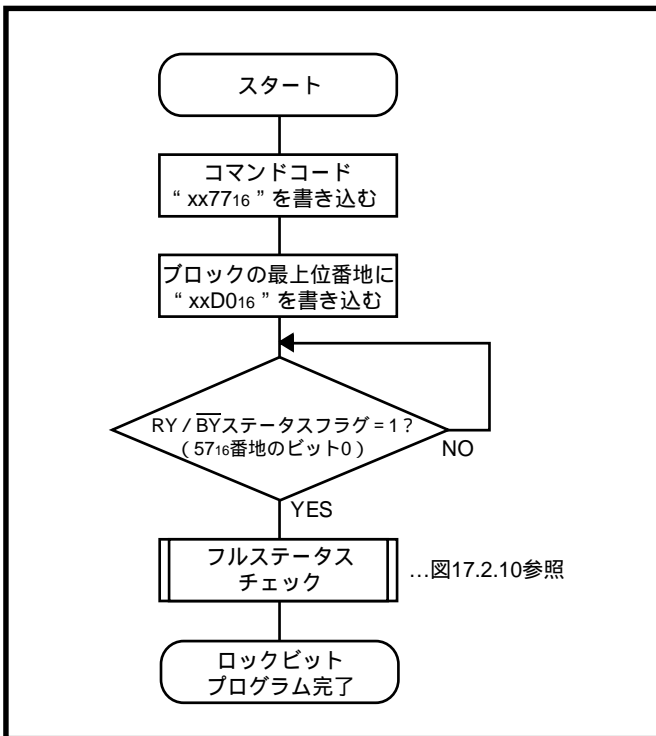 スタート
コマンドコード
“ xx77₁₆ ” を書き込む
ブロックの最上位番地に
“ xxD0₁₆ ” を書き込む
RY / B̅Y̅ステータスフラグ = 1 ?
( 57₁₆番地のビット0 )
NO
YES
フルステータス
チェック
…図17.2.10参照
ロックビット
プログラム完了